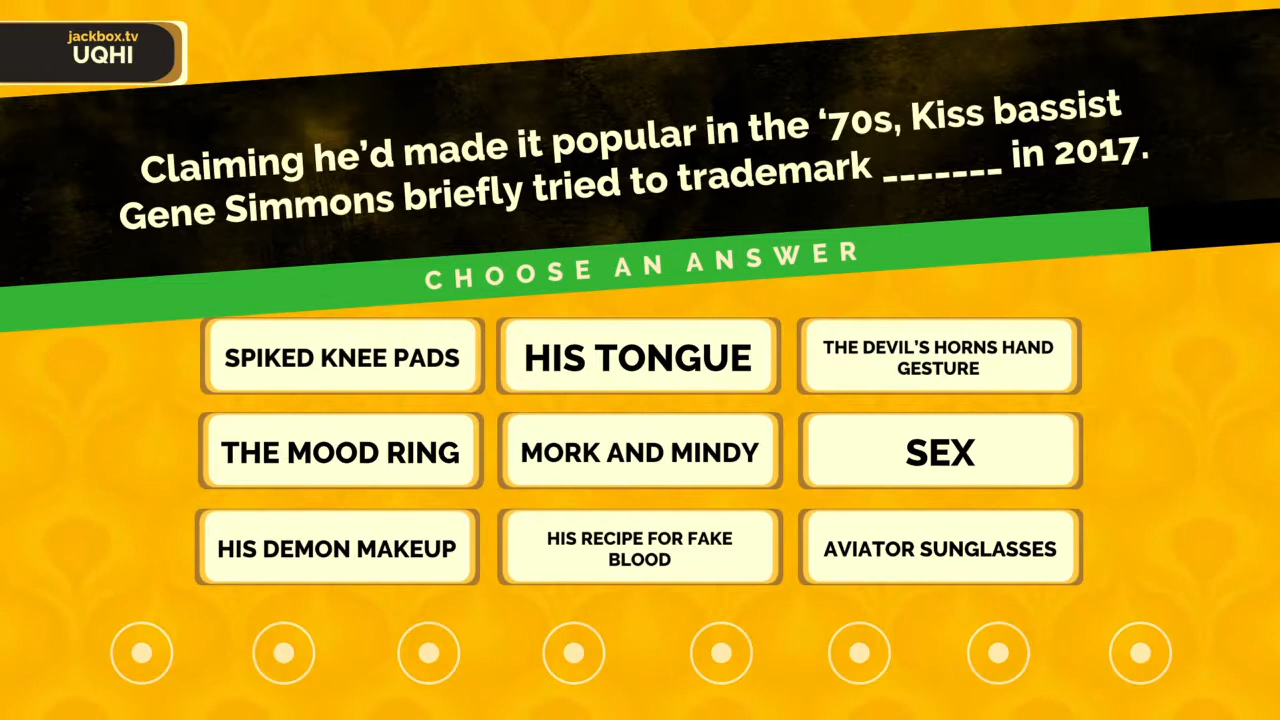 jackbox.tv
UQHI
Claiming he’d made it popular in the ‘70s, Kiss bassist
Gene Simmons briefly tried to trademark _______ in 2017.
CHOOSE AN ANSWER
SPIKED KNEE PADS
HIS TONGUE
THE DEVIL’S HORNS HAND
GESTURE
THE MOOD RING
MORK AND MINDY
SEX
HIS DEMON MAKEUP
HIS RECIPE FOR FAKE
BLOOD
AVIATOR SUNGLASSES